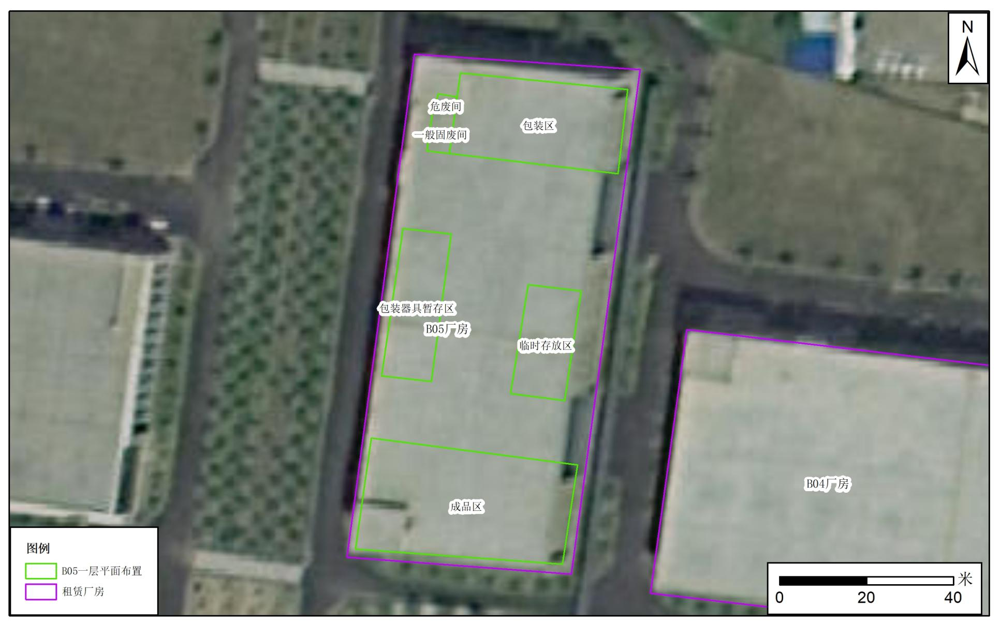 N
危废间
包装区
一般固废间
包装器具暂存区
B05厂房
临时存放区
B04厂房
成品区
图例
B05一层平面布置
租赁厂房
米
0 20 40